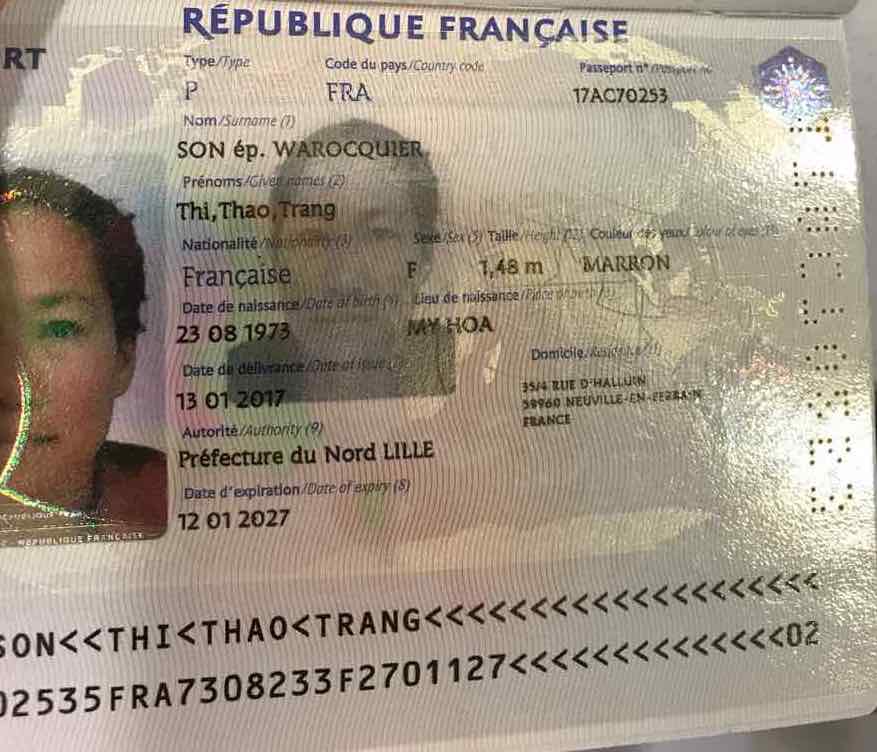 RÉPUBLIQUE FRANÇAISE
RT
Type/Type Code du pays/Country code Passeport n°/Passport n°
P FRA 17AC70253
Nom/Surname (1)
SON ép. WAROCQUIER
Prénoms/Given names (2)
Thi,Thao,Trang
Nationalité/Nationality (3) Sexe/Sex (5) Taille/Height (12) Couleur des yeux/Colour of eyes
Française F 1,48 m MARRON
Date de naissance/Date of birth (4) Lieu de naissance/Place of birth
23 08 1973 MY HOA
Date de délivrance/Date of issue Domicile/Residence (11)
13 01 2017 35/4 RUE D'HALLUIN
59960 NEUVILLE-EN-FERRAIN
FRANCE
Autorité/Authority (9)
Préfecture du Nord LILLE
Date d'expiration/Date of expiry (8)
12 01 2027
RÉPUBLIQUE FRANÇAISE
SON<<THI<THAO<TRANG<<<<<<<<<<<<<<<<<<<<
02535FRA7308233F2701127<<<<<<<<<<<<<<02